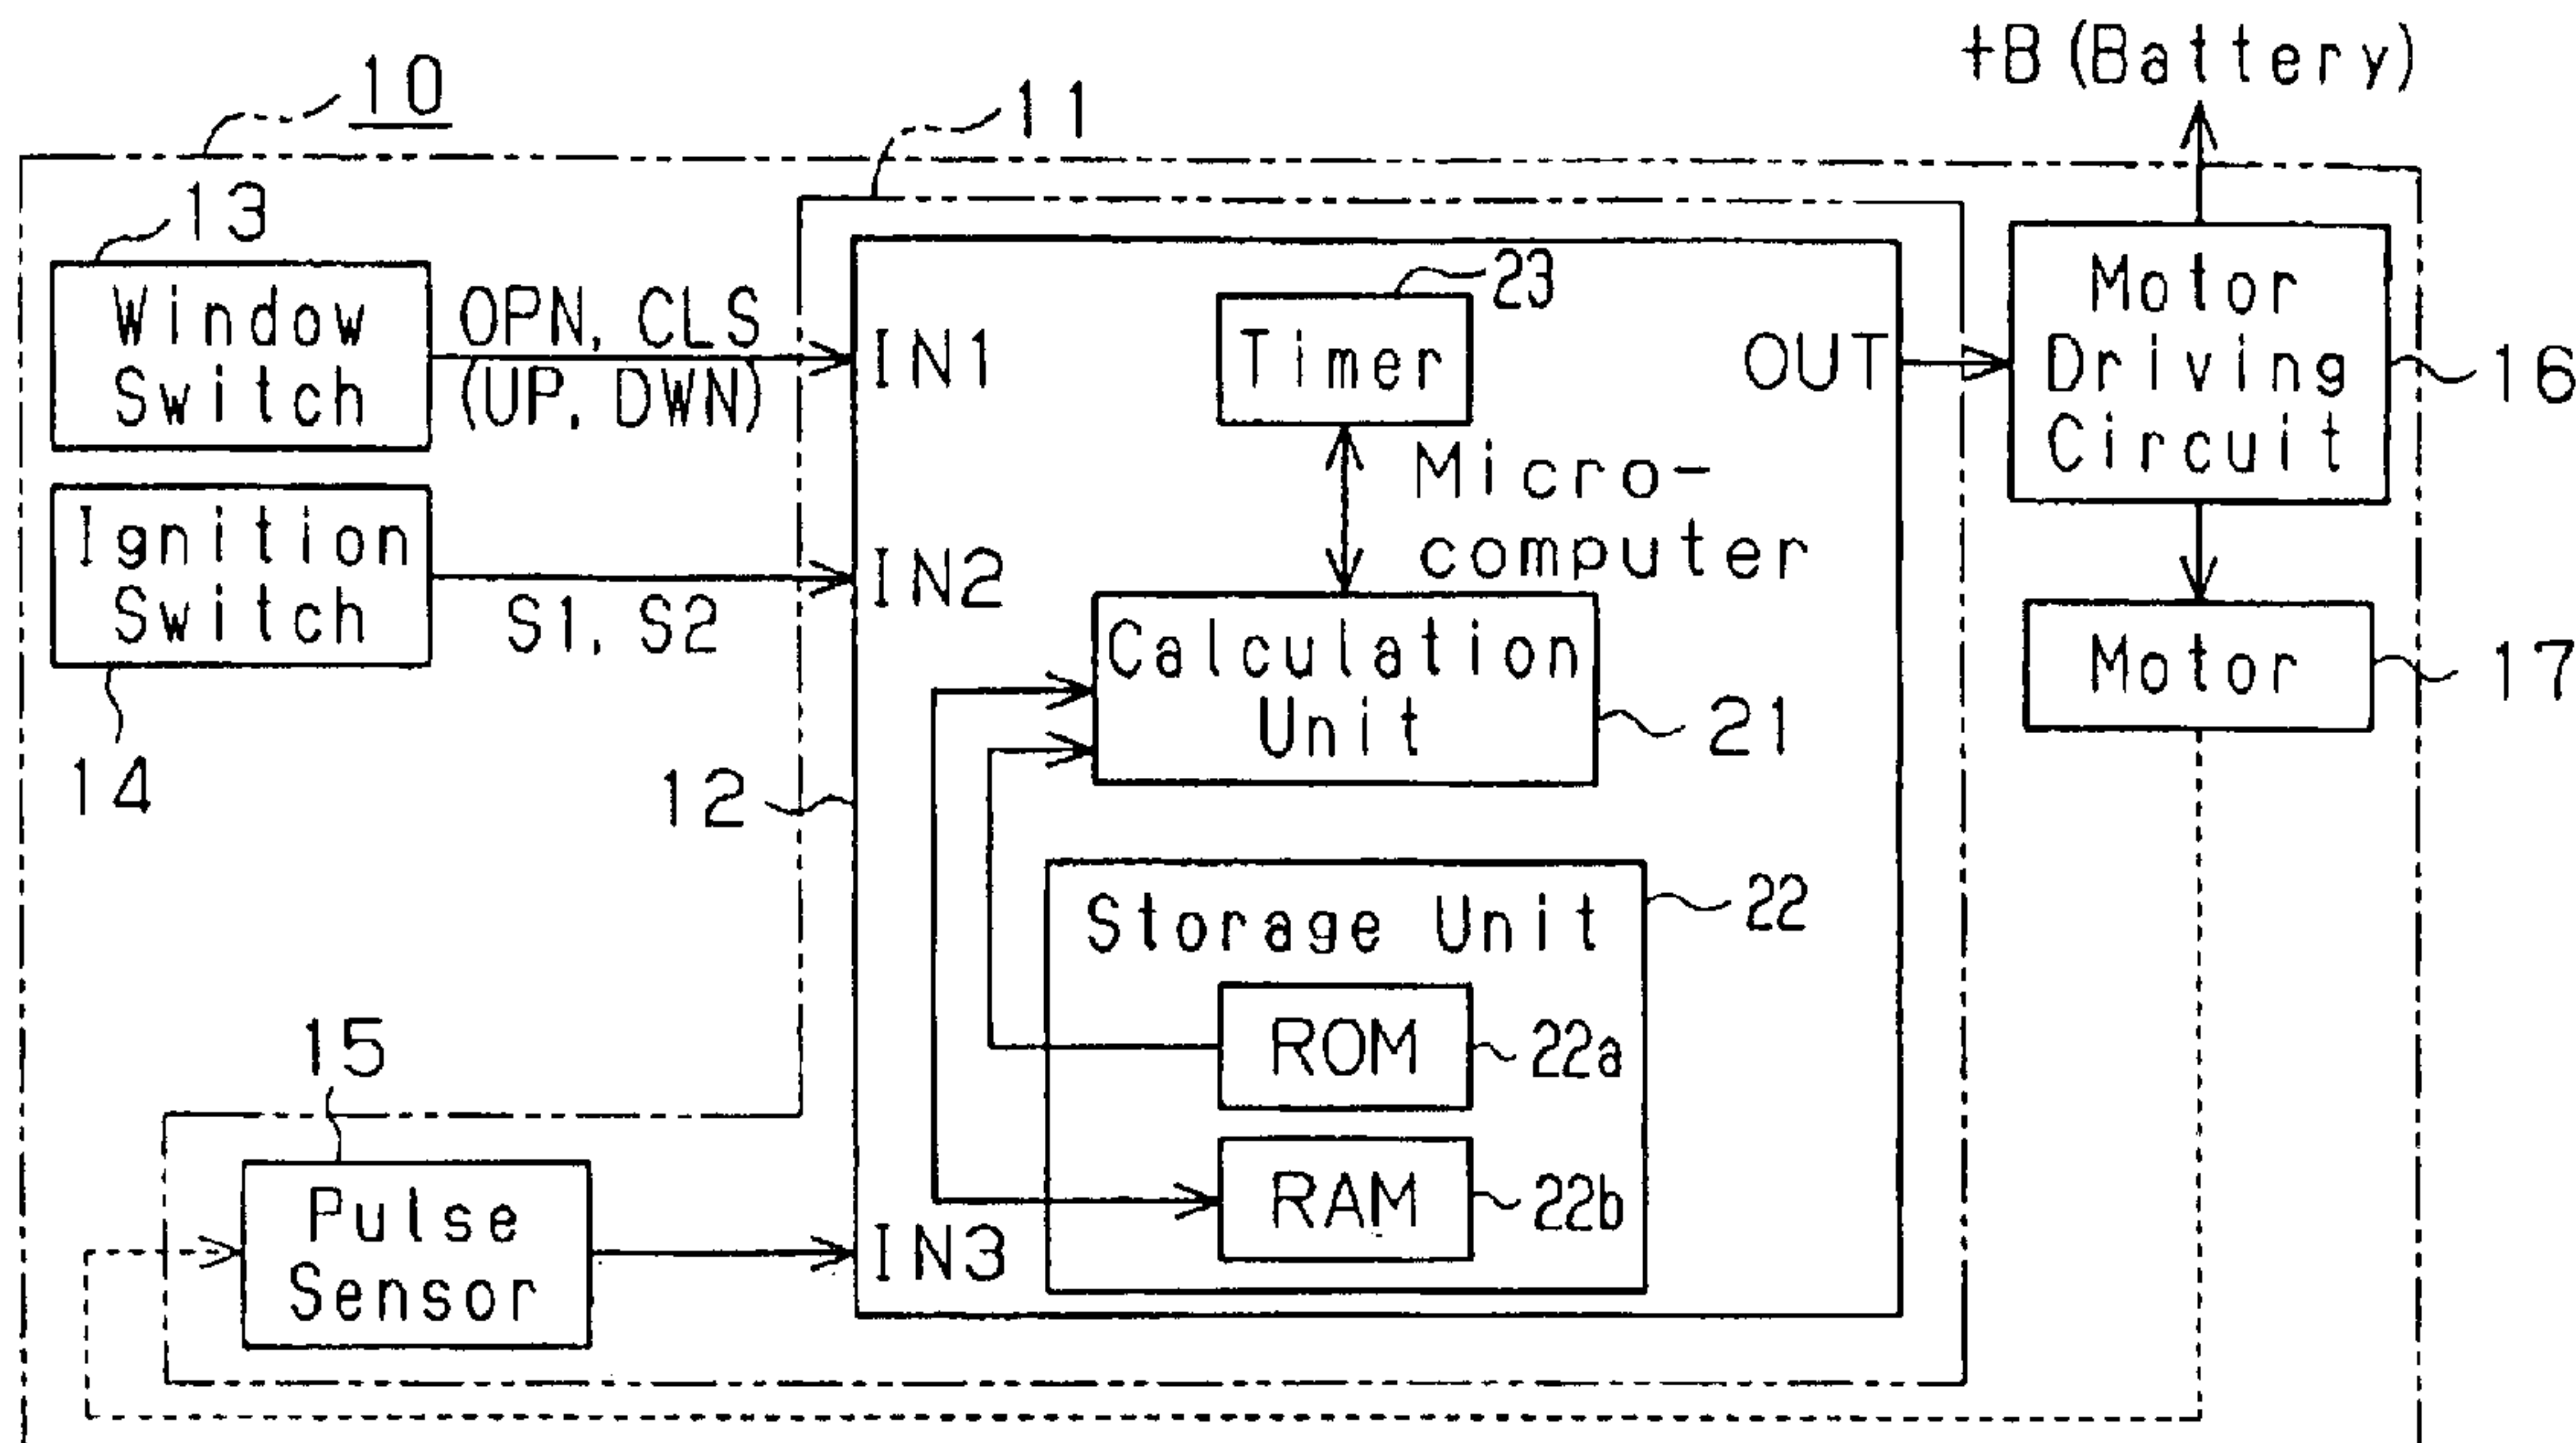 +B (Battery)
10
11
13
Window
Switch
OPN, CLS
(UP, DWN)
IN1
Timer
23
OUT
Motor
Driving
Circuit
16
Micro-
computer
Ignition
Switch
S1, S2
IN2
14
Calculation
Unit
21
Motor
17
12
Storage Unit
22
ROM
22a
RAM
22b
15
Pulse
Sensor
IN3